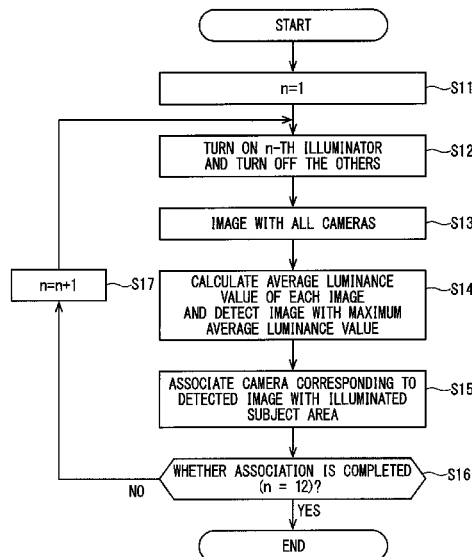 START
n=1
S11
TURN ON n-TH ILLUMINATOR
AND TURN OFF THE OTHERS
S12
IMAGE WITH ALL CAMERAS
S13
n=n+1
S17
CALCULATE AVERAGE LUMINANCE
VALUE OF EACH IMAGE
AND DETECT IMAGE WITH MAXIMUM
AVERAGE LUMINANCE VALUE
S14
ASSOCIATE CAMERA CORRESPONDING TO
DETECTED IMAGE WITH ILLUMINATED
SUBJECT AREA
S15
WHETHER ASSOCIATION IS COMPLETED
(n = 12)?
S16
NO
YES
END